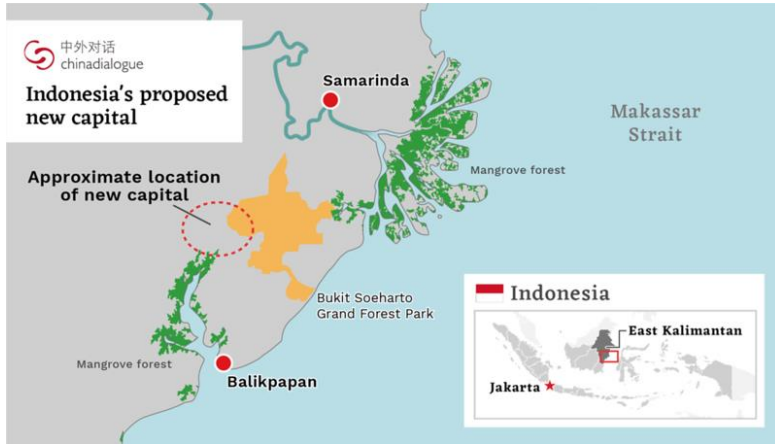 中外对话
chinadialogue
Indonesia's proposed
new capital
Samarinda
Makassar
Strait
Mangrove forest
Approximate location
of new capital
Bukit Soeharto
Grand Forest Park
Mangrove forest
Balikpapan
Indonesia
East Kalimantan
Jakarta